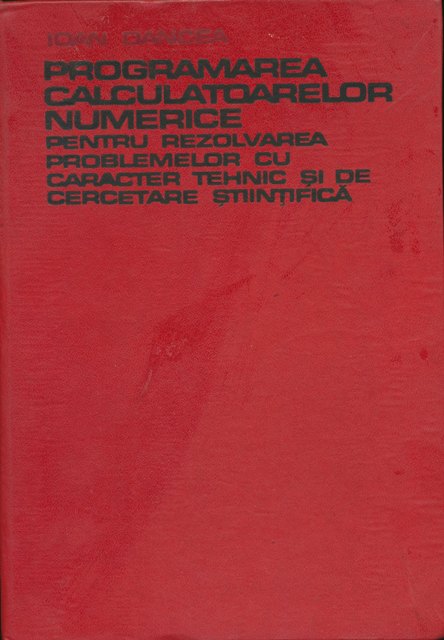 IOAN DANCEA
PROGRAMAREA
CALCULATOARELOR
NUMERICE
PENTRU REZOLVAREA
PROBLEMELOR CU
CARACTER TEHNIC ȘI DE
CERCETARE ȘTIINȚIFICĂ